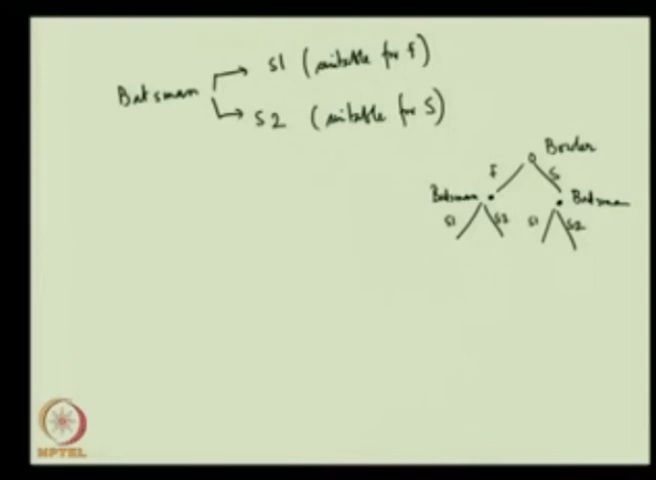 Batsman → S1 (suitable for F)
→ S2 (suitable for S)
Bowler
F S
Batsman Batsman
S1 S2 S1 S2
NPTEL